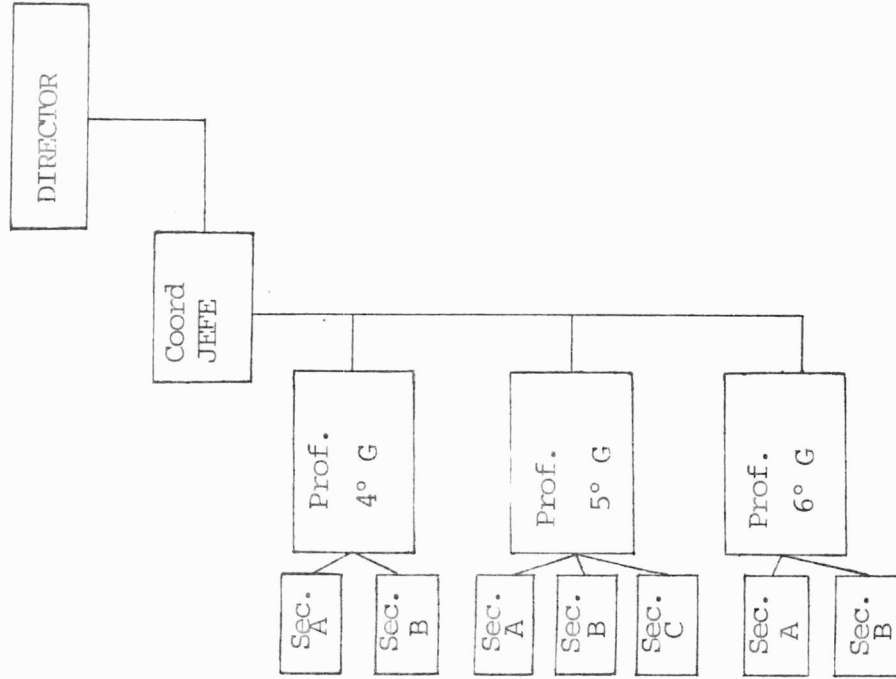 DIRECTOR
Coord
JEFE
Prof.
4° G
Sec.
A
Sec.
B
Prof.
5° G
Sec.
A
Sec.
B
Sec.
C
Prof.
6° G
Sec.
A
Sec.
B